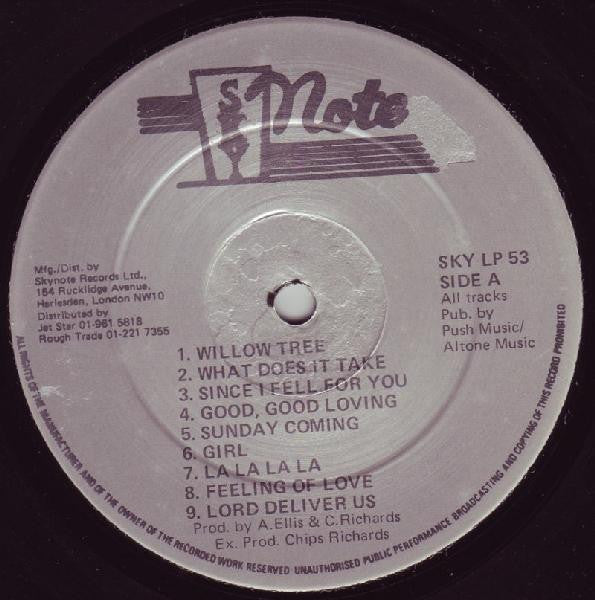 SKY Note
Mfg./Dist. by
Skynote Records Ltd.,
164 Rucklidge Avenue,
Harlesden, London NW10
Distributed by
Jet Star 01-961 5818
Rough Trade 01-221 7355
SKY LP 53
SIDE A
All tracks
Pub. by
Push Music/
Altone Music
1. WILLOW TREE
2. WHAT DOES IT TAKE
3. SINCE I FELL FOR YOU
4. GOOD, GOOD LOVING
5. SUNDAY COMING
6. GIRL
7. LA LA LA LA
8. FEELING OF LOVE
9. LORD DELIVER US
Prod. by A.Ellis & C.Richards
Ex. Prod. Chips Richards
ALL RIGHTS OF THE MANUFACTURER AND OF THE OWNER OF THE RECORDED WORK RESERVED UNAUTHORISED PUBLIC PERFORMANCE BROADCASTING AND COPYING OF THIS RECORD PROHIBITED